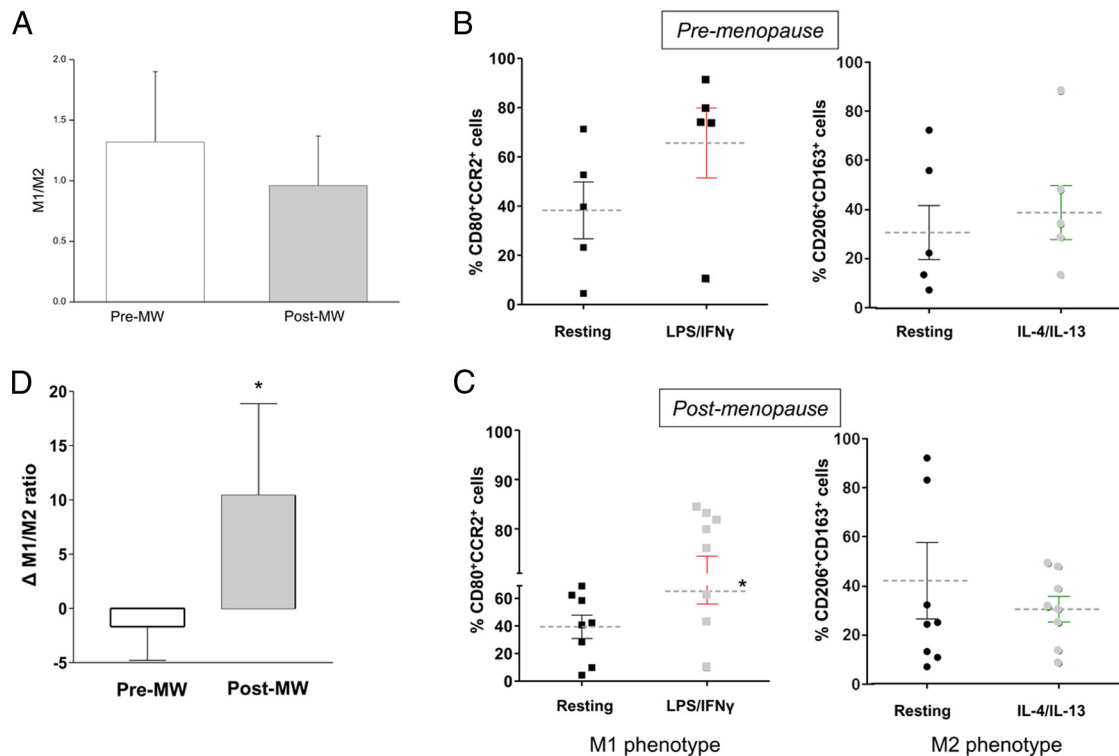 A
2.0
1.5
1.0
0.5
0.0
M1/M2
Pre-MW Post-MW
B
Pre-menopause
100
80
60
40
20
0
% CD80⁺CCR2⁺ cells
Resting LPS/IFNγ
100
80
60
40
20
0
% CD206⁺CD163⁺ cells
Resting IL-4/IL-13
D
20
15
10
5
0
-5
Δ M1/M2 ratio
*
Pre-MW Post-MW
C
Post-menopause
100
90
80
60
40
20
0
% CD80⁺CCR2⁺ cells
*
Resting LPS/IFNγ
M1 phenotype
100
80
60
40
20
0
% CD206⁺CD163⁺ cells
Resting IL-4/IL-13
M2 phenotype